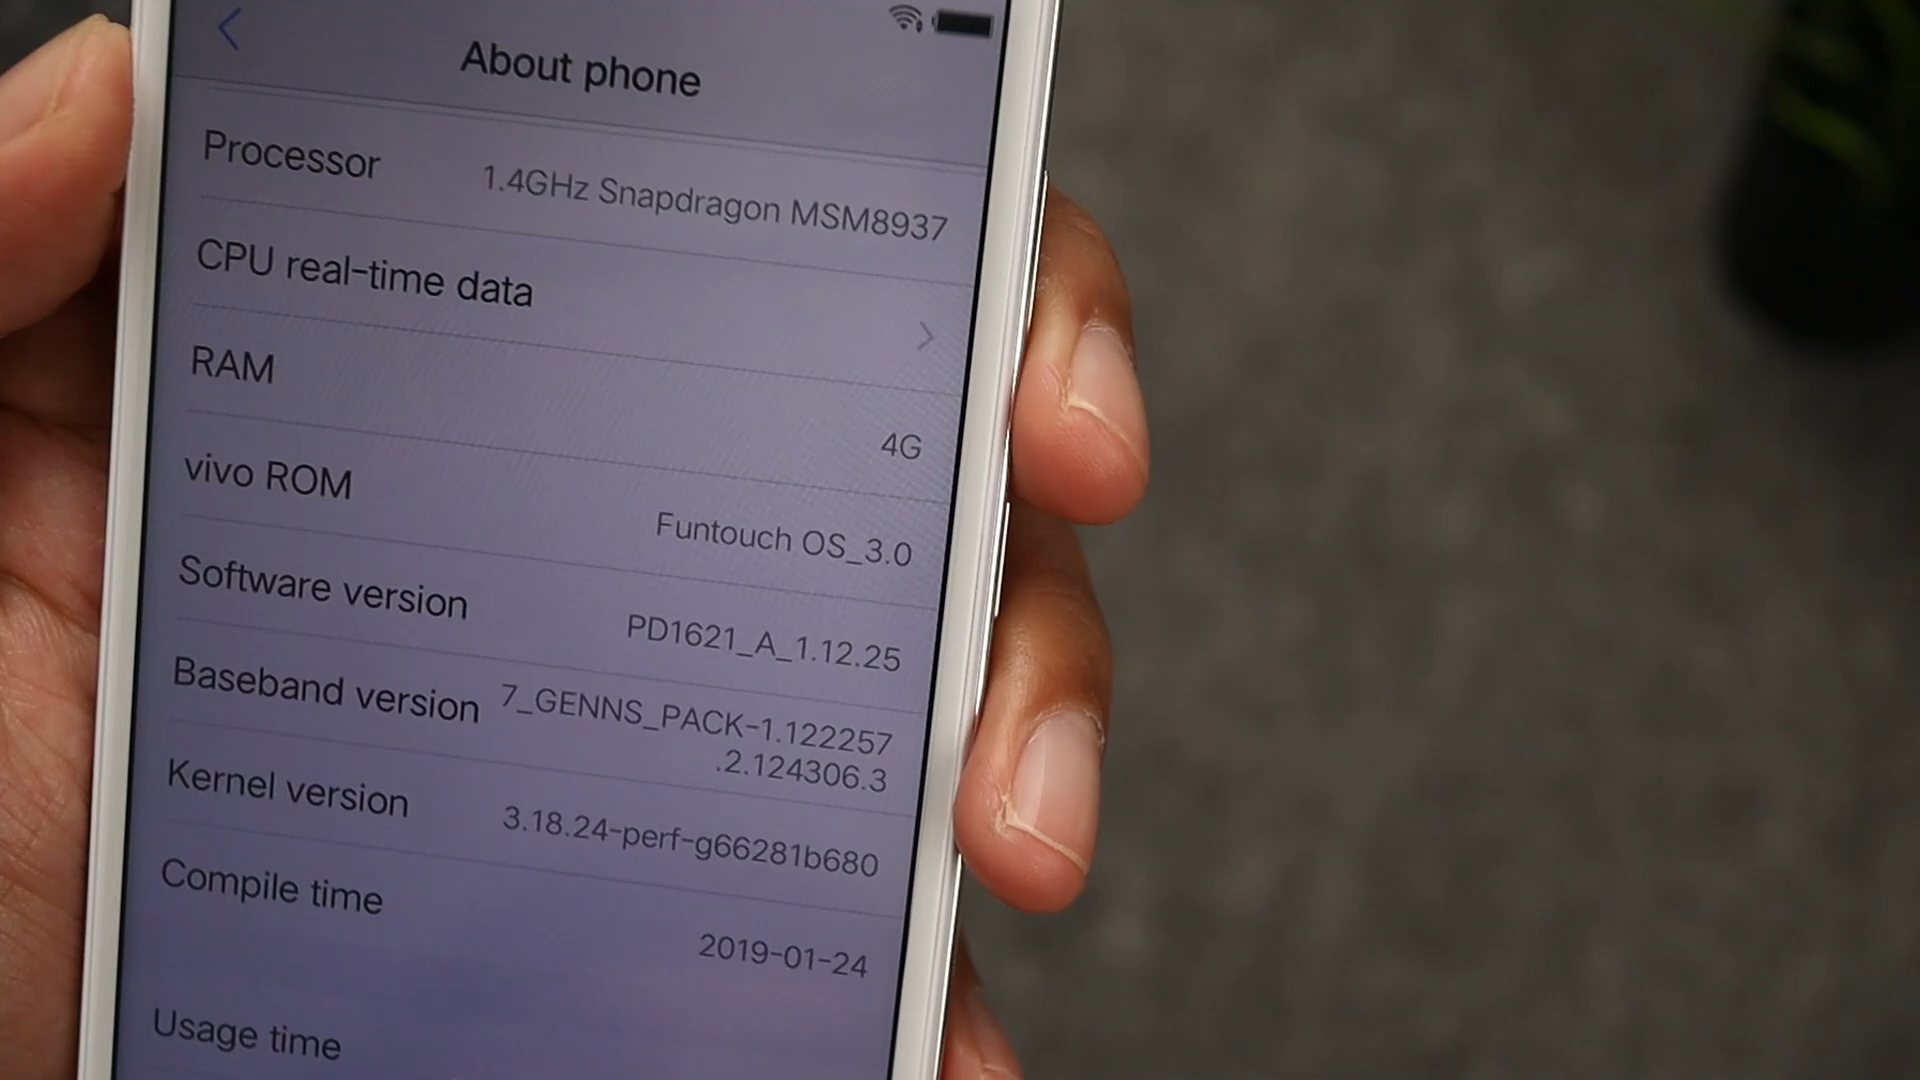 About phone
Processor 1.4GHz Snapdragon MSM8937
CPU real-time data
RAM 4G
vivo ROM Funtouch OS_3.0
Software version PD1621_A_1.12.25
Baseband version 7_GENNS_PACK-1.122257
.2.124306.3
Kernel version 3.18.24-perf-g66281b680
Compile time 2019-01-24
Usage time